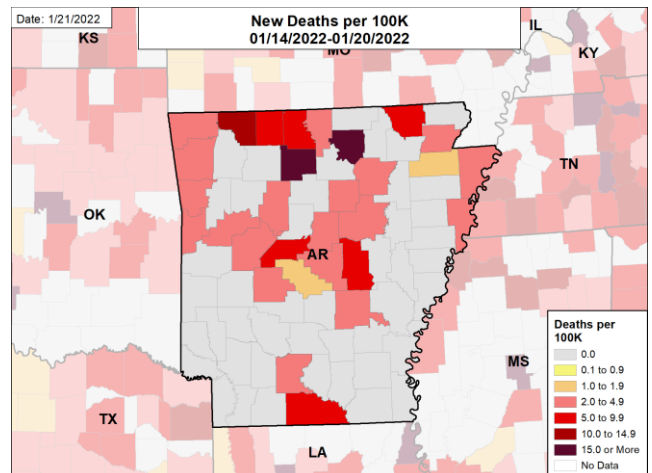 Date: 1/21/2022
New Deaths per 100K
01/14/2022-01/20/2022
IL
KS
MO
KY
TN
OK
AR
MS
TX
LA
Deaths per
100K
0.0
0.1 to 0.9
1.0 to 1.9
2.0 to 4.9
5.0 to 9.9
10.0 to 14.9
15.0 or More
No Data